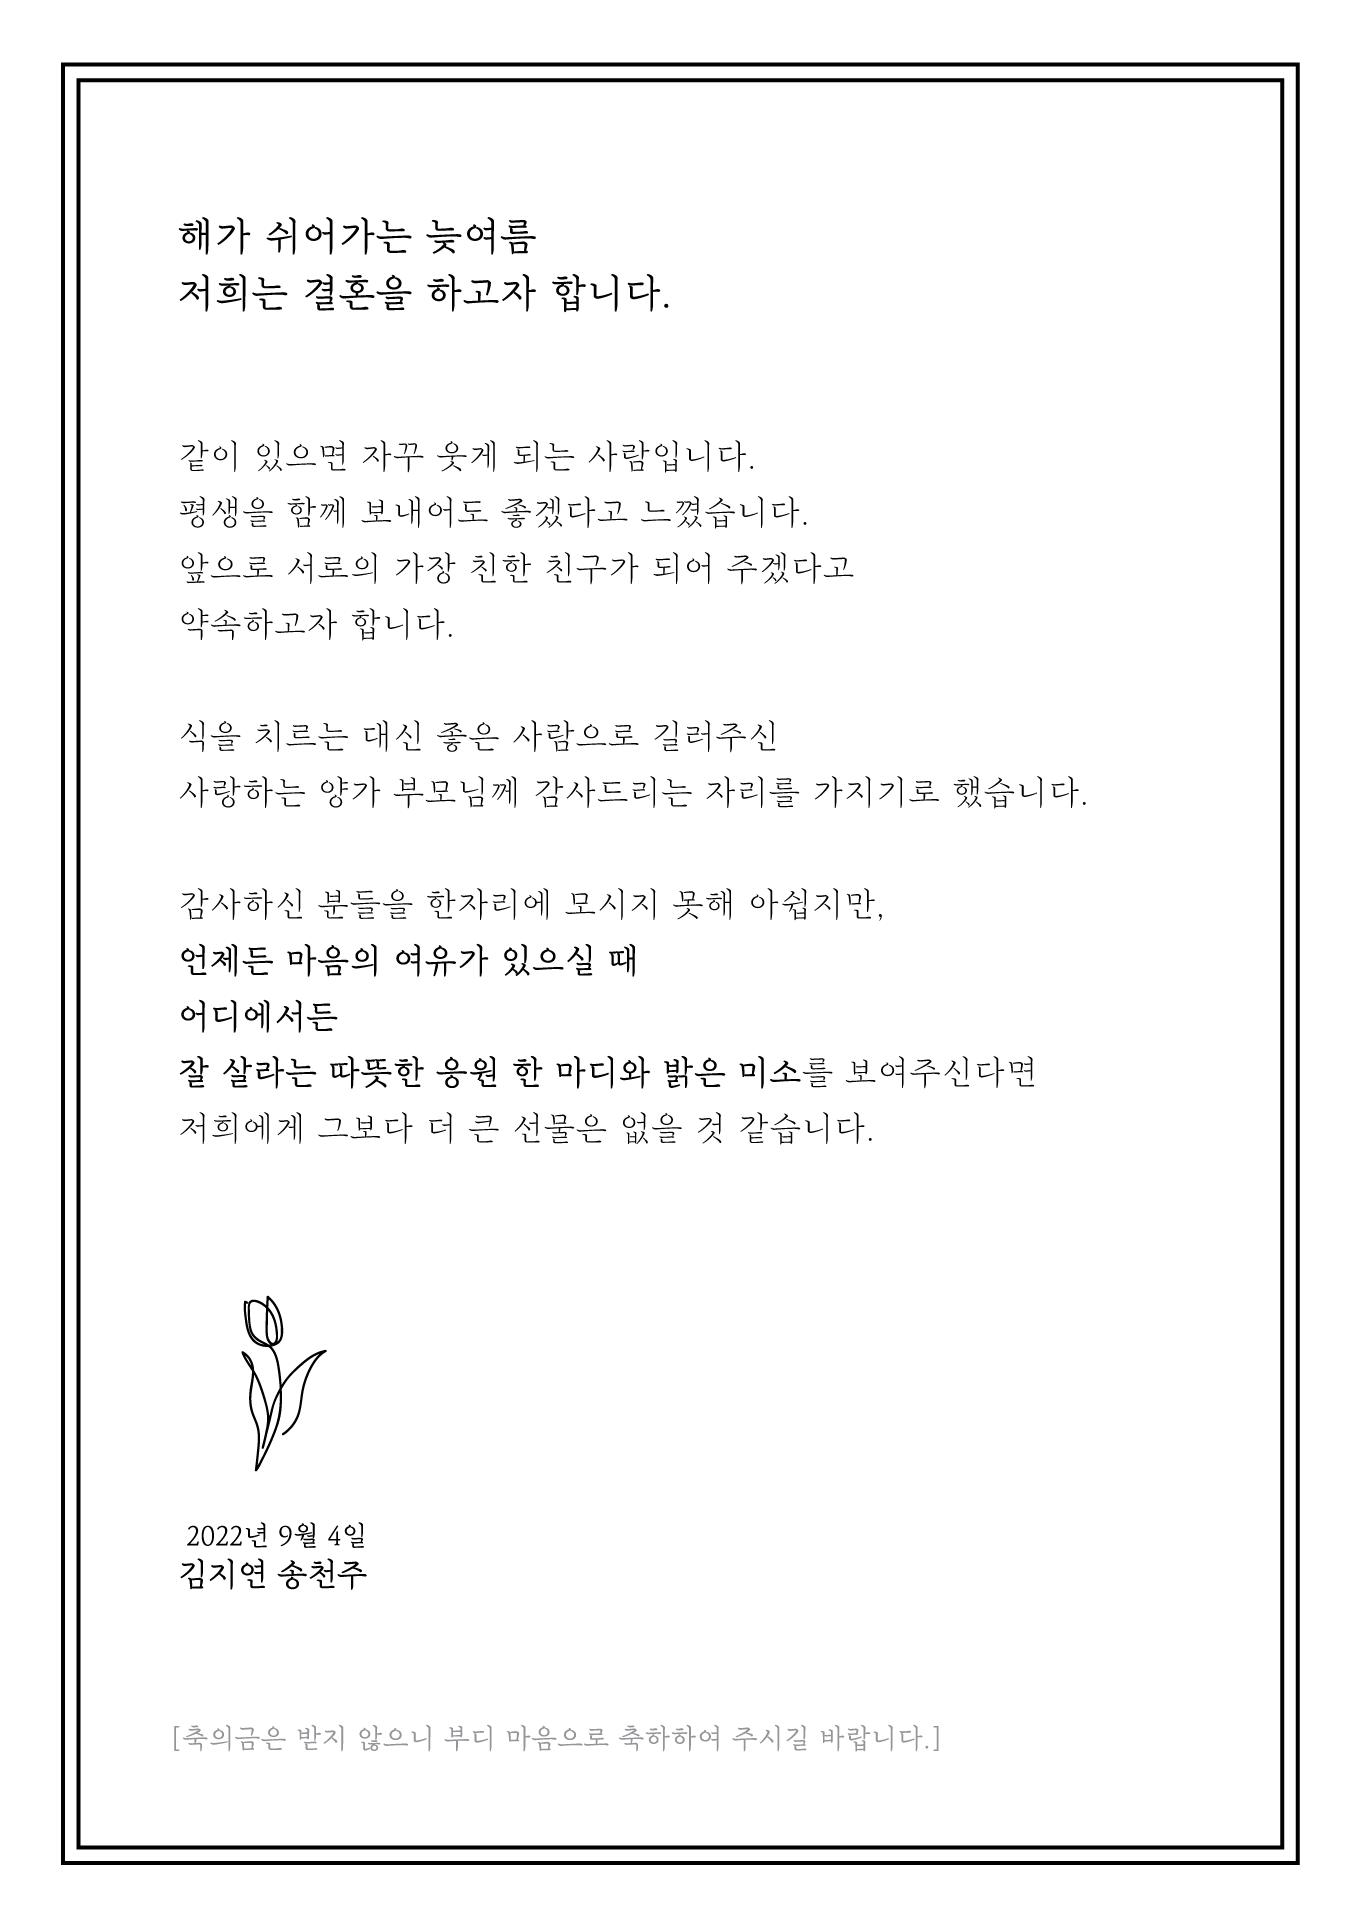 해가 쉬어가는 늦여름
저희는 결혼을 하고자 합니다.
같이 있으면 자꾸 웃게 되는 사람입니다.
평생을 함께 보내어도 좋겠다고 느꼈습니다.
앞으로 서로의 가장 친한 친구가 되어 주겠다고
약속하고자 합니다.
식을 치르는 대신 좋은 사람으로 길러주신
사랑하는 양가 부모님께 감사드리는 자리를 가지기로 했습니다.
감사하신 분들을 한자리에 모시지 못해 아쉽지만,
언제든 마음의 여유가 있으실 때
어디에서든
잘 살라는 따뜻한 응원 한 마디와 밝은 미소를 보여주신다면
저희에게 그보다 더 큰 선물은 없을 것 같습니다.
2022년 9월 4일
김지연 송천주
[축의금은 받지 않으니 부디 마음으로 축하하여 주시길 바랍니다.]